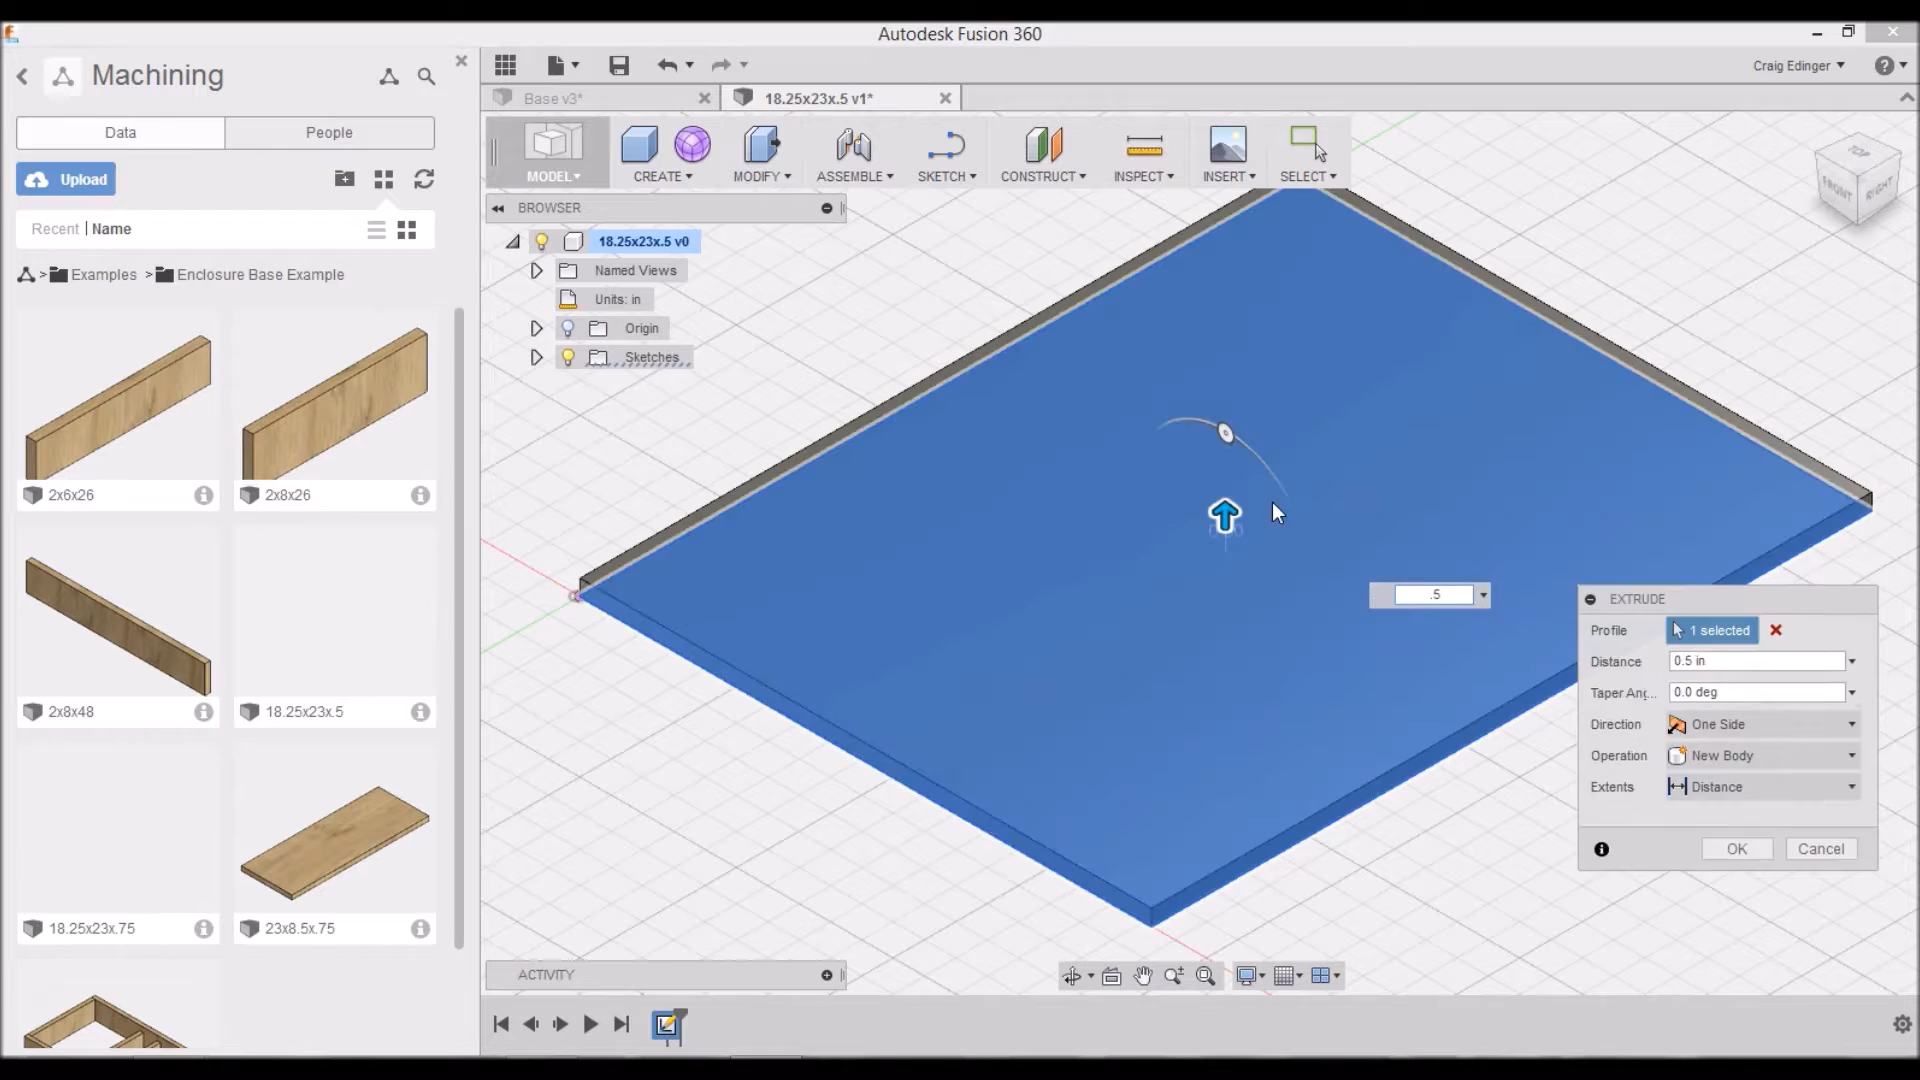 Autodesk Fusion 360
Machining
Data
People
Upload
Recent | Name
> Examples > Enclosure Base Example
2x6x26
2x8x26
2x8x48
18.25x23x.5
18.25x23x.75
23x8.5x.75
Craig Edinger
Base v3*
18.25x23x.5 v1*
MODEL
CREATE
MODIFY
ASSEMBLE
SKETCH
CONSTRUCT
INSPECT
INSERT
SELECT
BROWSER
18.25x23x.5 v0
Named Views
Units: in
Origin
Sketches
TOP
FRONT
RIGHT
.5
EXTRUDE
Profile 1 selected
Distance 0.5 in
Taper Ang... 0.0 deg
Direction One Side
Operation New Body
Extents Distance
OK
Cancel
ACTIVITY